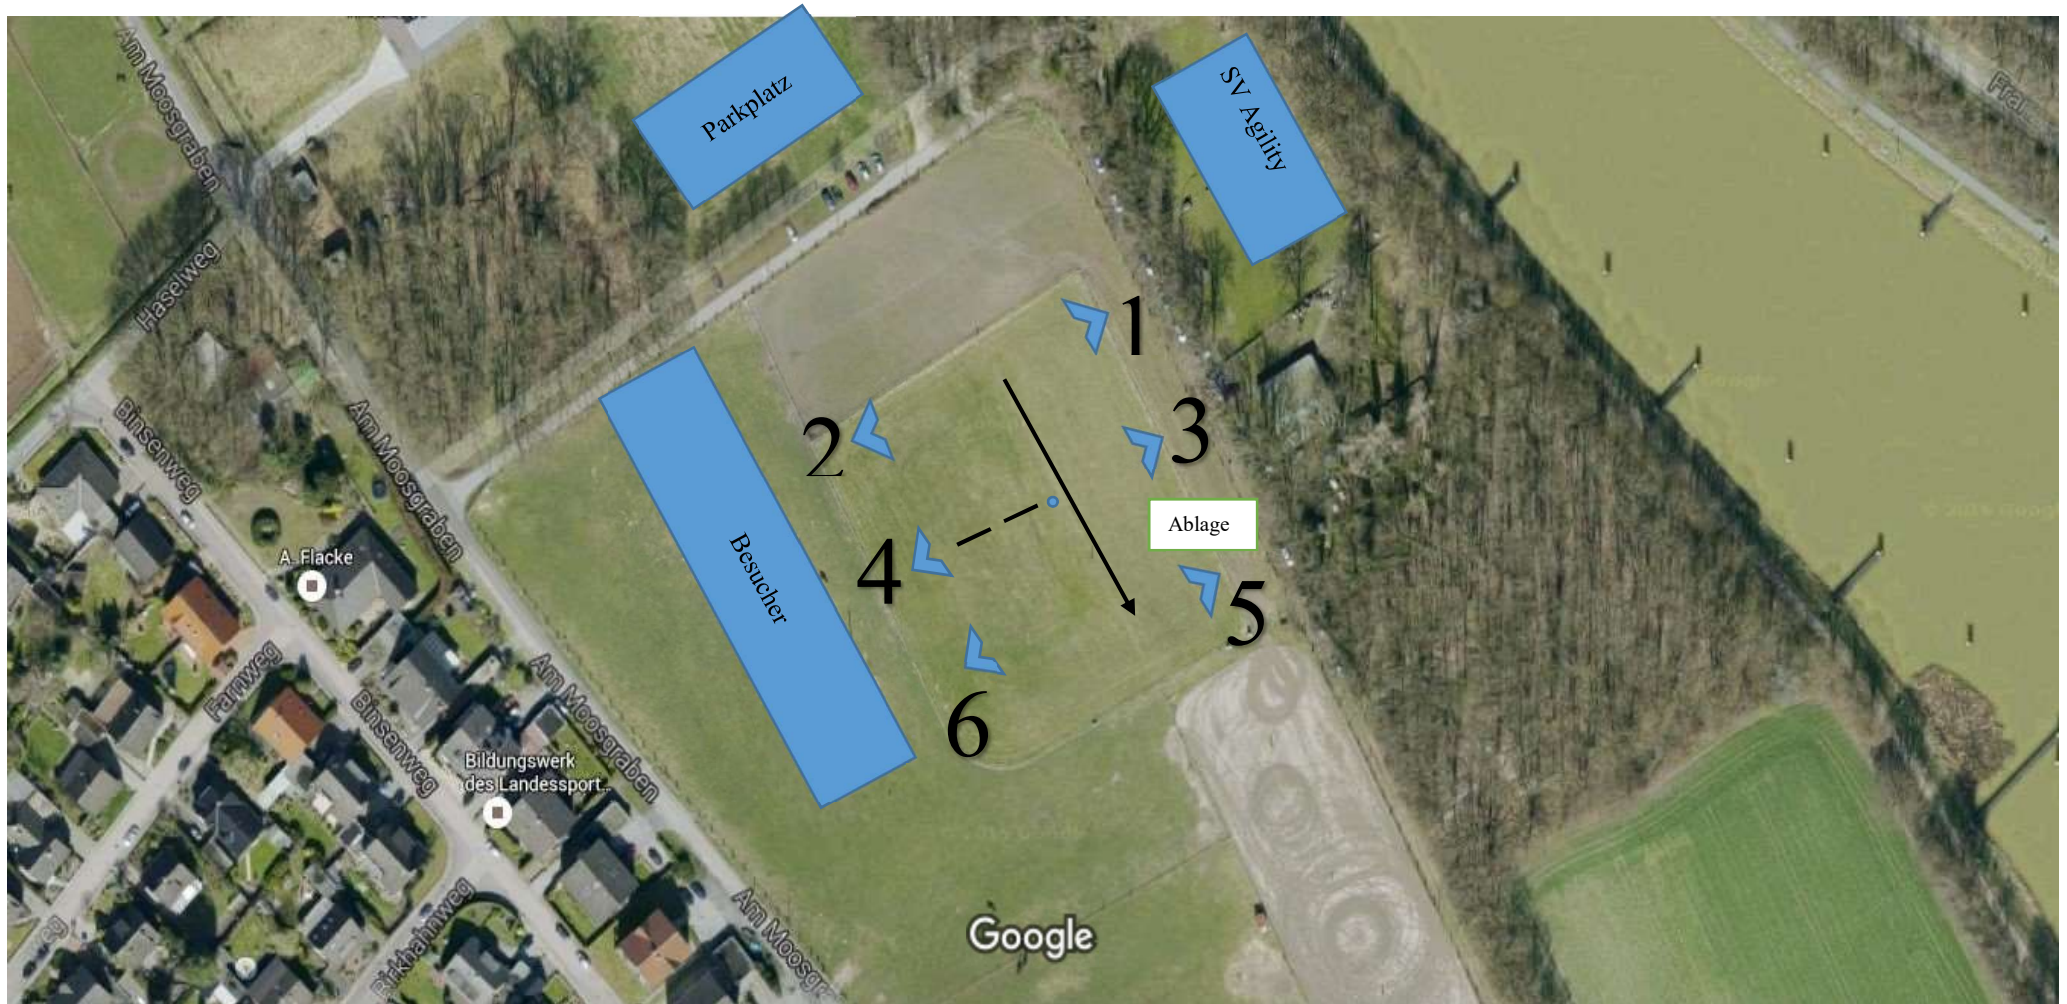 Am Moosgraben
Parkplatz
SV Agility
Haselweg
1
Binsenweg
2
3
Am Moosgraben
Ablage
4
Besucher
A. Flacke
5
Farnweg
6
Binsenweg
Am Moosgraben
Bildungswerk
des Landessport...
Birkhahnweg
Google